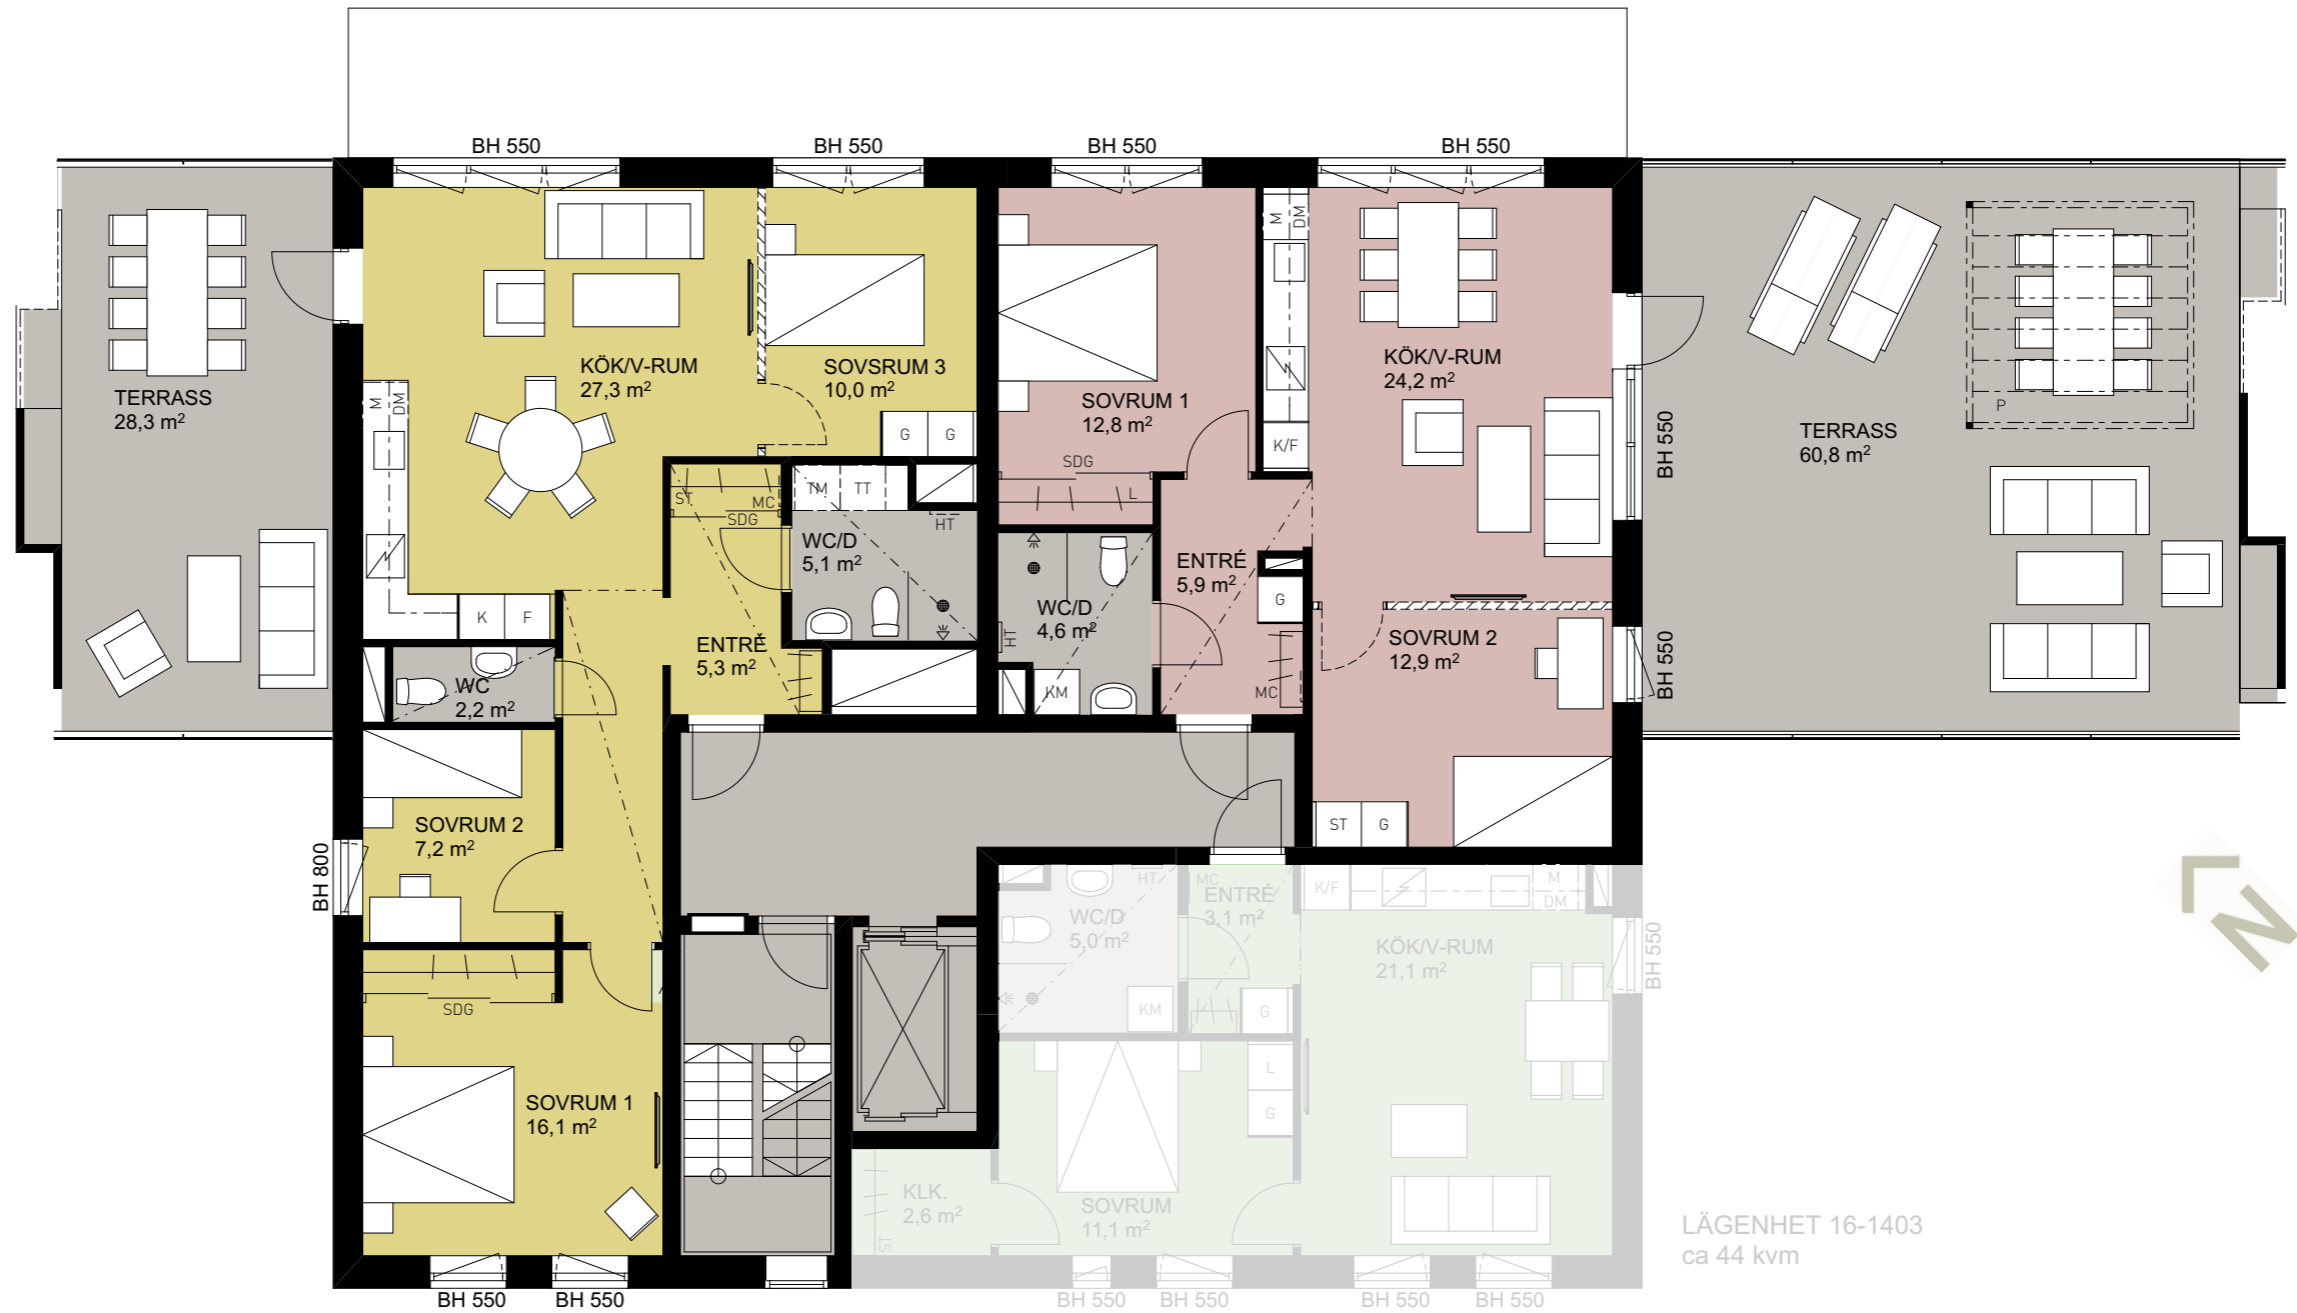 BH 550
BH 550
BH 550
BH 550
TERRASS
28,3 m²
KÖK/V-RUM
27,3 m²
M
DM
K
F
SOVSRUM 3
10,0 m²
G
G
ST
MC
SDG
TM
TT
HT
WC/D
5,1 m²
ENTRÉ
5,3 m²
WC
2,2 m²
SOVRUM 2
7,2 m²
BH 800
SDG
SOVRUM 1
16,1 m²
BH 550
BH 550
SOVRUM 1
12,8 m²
SDG
L
M
DM
K/F
KÖK/V-RUM
24,2 m²
BH 550
WC/D
4,6 m²
HT
KM
ENTRÉ
5,9 m²
G
MC
SOVRUM 2
12,9 m²
BH 550
ST
G
TERRASS
60,8 m²
P
N
WC/D
5,0 m²
HT
KM
MC
ENTRÉ
3,1 m²
G
K/F
M
DM
KÖK/V-RUM
21,1 m²
BH 550
L
G
KLK.
2,6 m²
ST
SOVRUM
11,1 m²
BH 550
BH 550
BH 550
BH 550
LÄGENHET 16-1403
ca 44 kvm